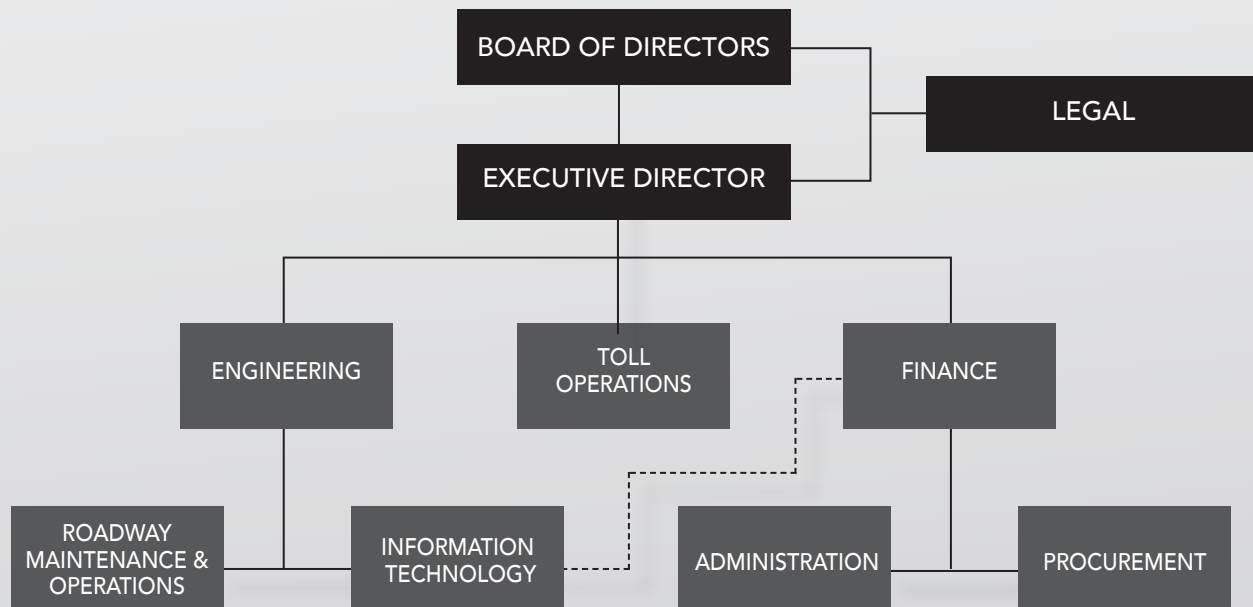 BOARD OF DIRECTORS
LEGAL
EXECUTIVE DIRECTOR
ENGINEERING
TOLL
OPERATIONS
FINANCE
ROADWAY
MAINTENANCE &
OPERATIONS
INFORMATION
TECHNOLOGY
ADMINISTRATION
PROCUREMENT